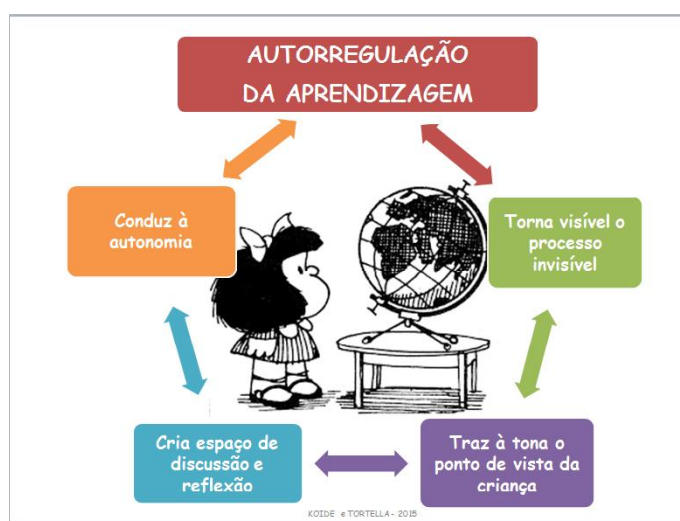 AUTORREGULAÇÃO
DA APRENDIZAGEM
Conduz à
autonomia
Torna visível o
processo
invisível
Cria espaço de
discussão e
reflexão
Traz à tona o
ponto de vista da
criança
KOIDE e TORTELLA- 2015